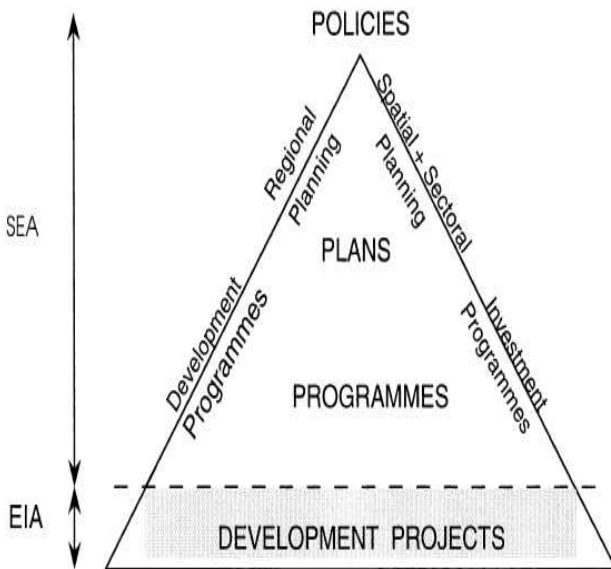 POLICIES
Regional
Planning
Spatial + Sectoral
Planning
SEA
PLANS
Development
Programmes
Investment
Programmes
PROGRAMMES
EIA
DEVELOPMENT PROJECTS